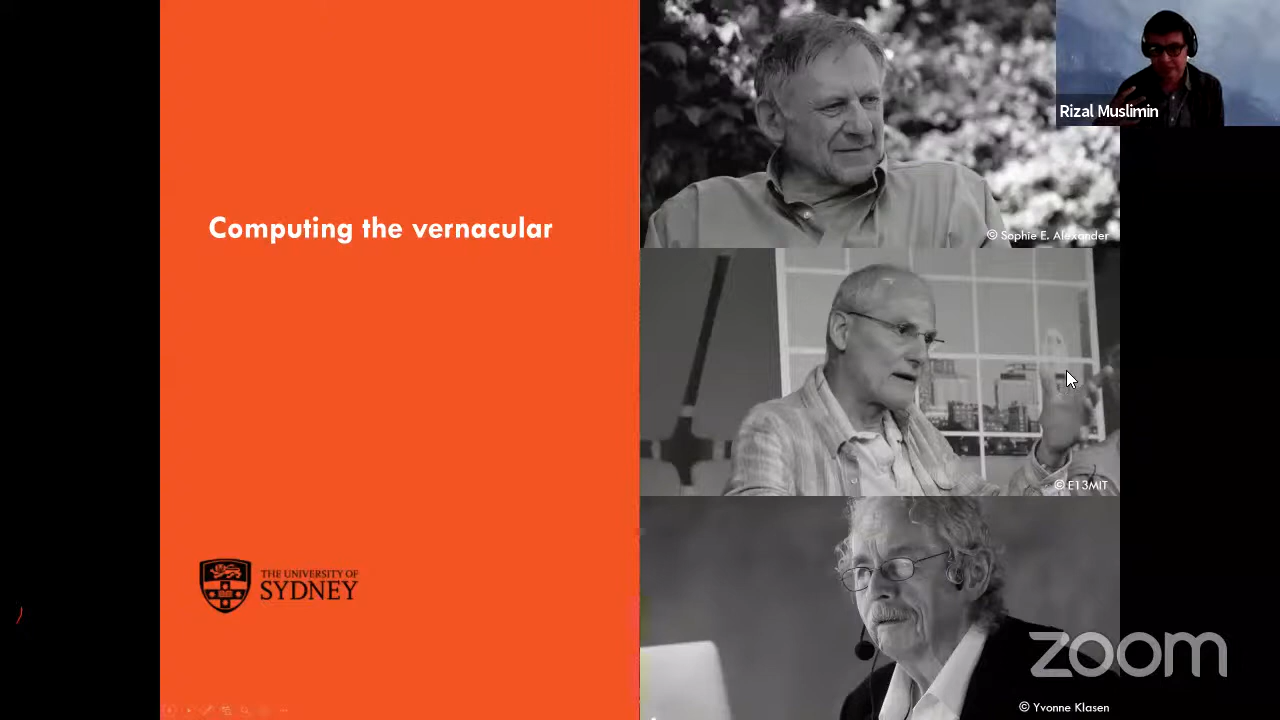 Computing the vernacular
THE UNIVERSITY OF
SYDNEY
Rizal Muslimin
© Sophie E. Alexander
© E13MIT
© Yvonne Klasen
zoom